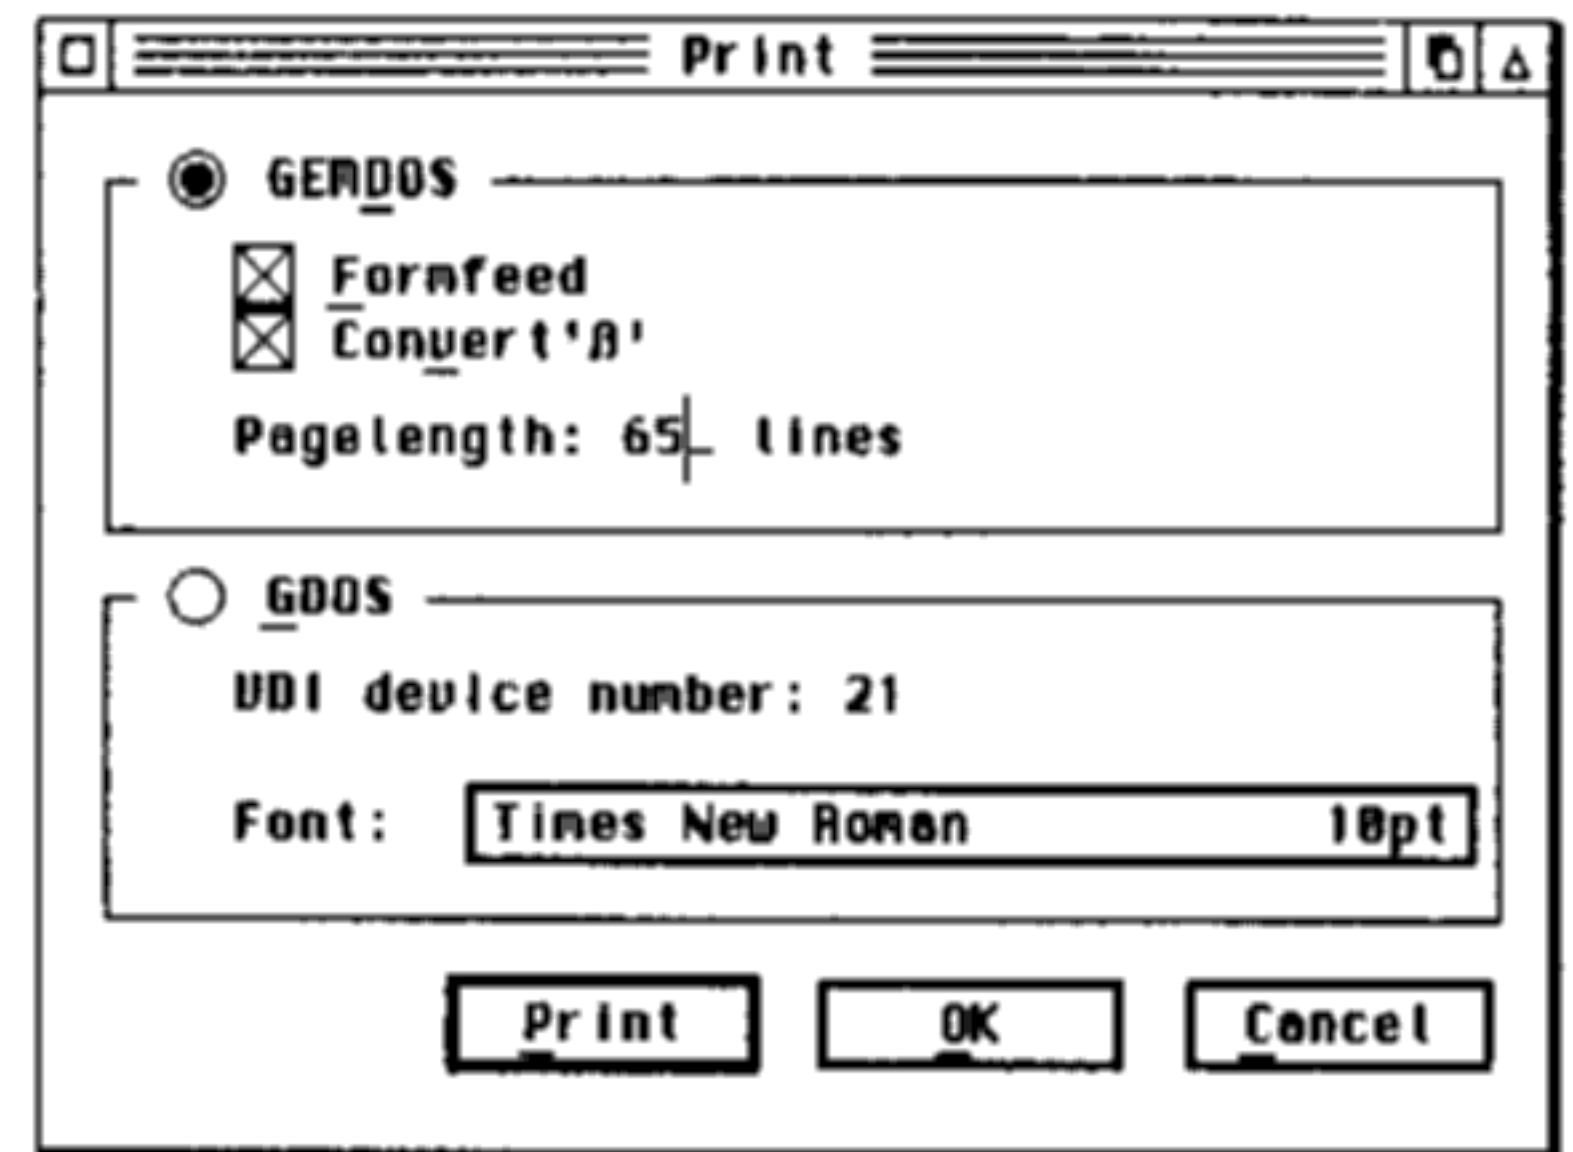 Print
GEMDOS
Formfeed
Convert'ß'
Pagelength: 65_ lines
GDOS
VDI device number: 21
Font: Times New Roman 10pt
Print OK Cancel